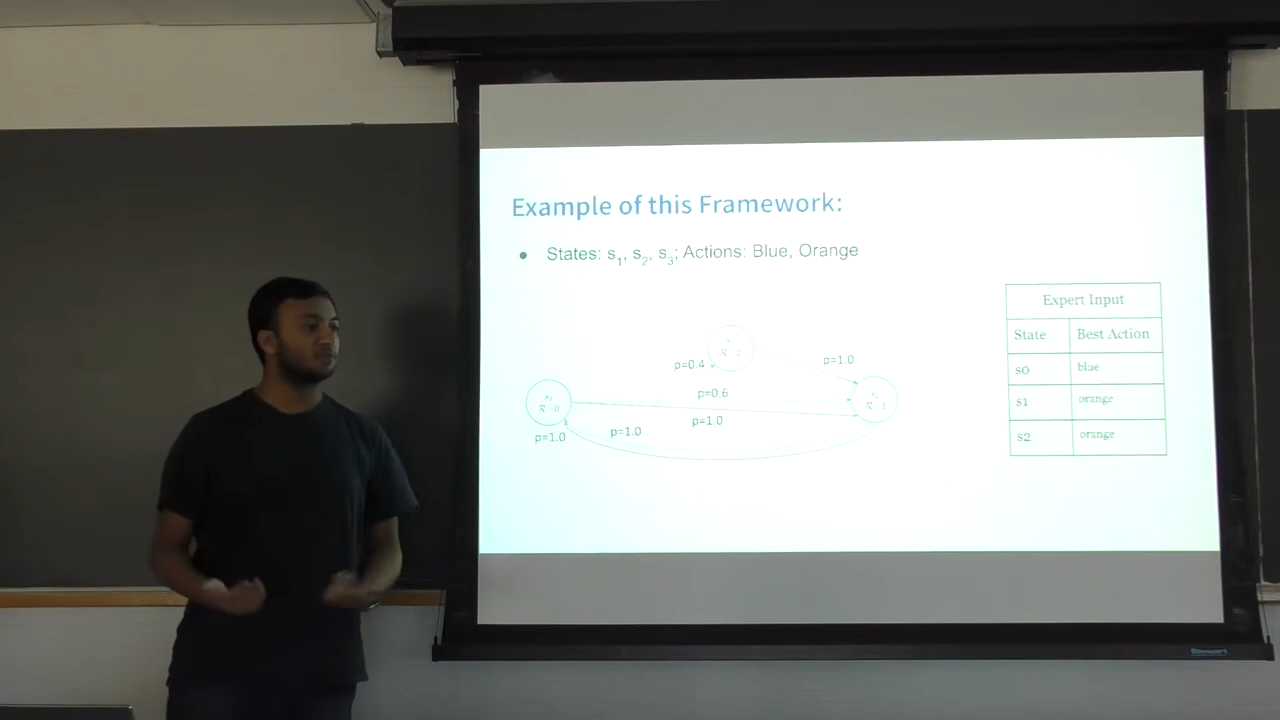 Example of this Framework:
● States: s1, s2, s3; Actions: Blue, Orange
Expert Input
State Best Action
s0 blue
s1 orange
s2 orange
p=0.4
p=1.0
p=0.6
p=1.0
p=1.0
p=1.0
Stewart